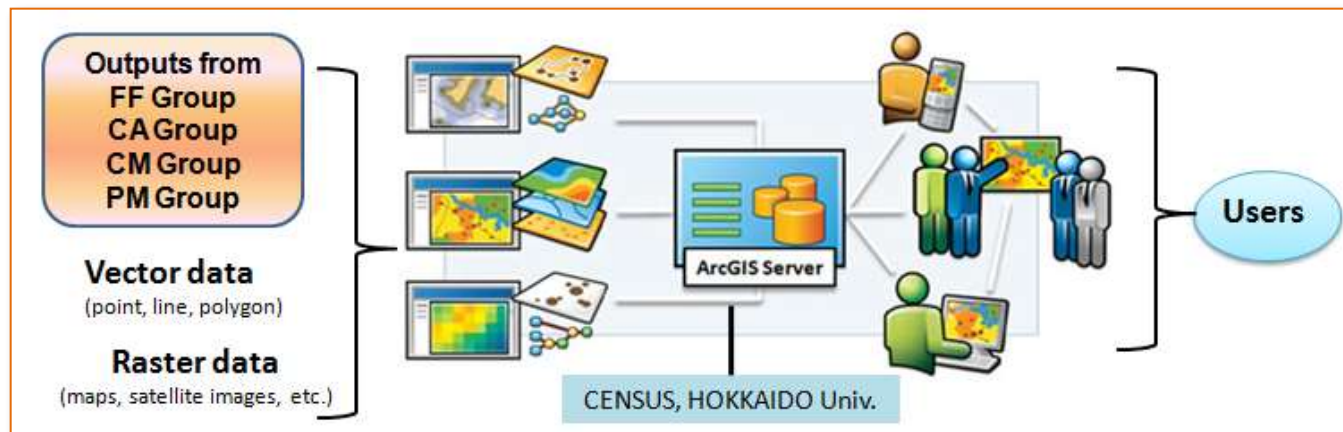 Outputs from
FF Group
CA Group
CM Group
PM Group
Vector data
(point, line, polygon)
Raster data
(maps, satellite images, etc.)
ArcGIS Server
CENSUS, HOKKAIDO Univ.
Users